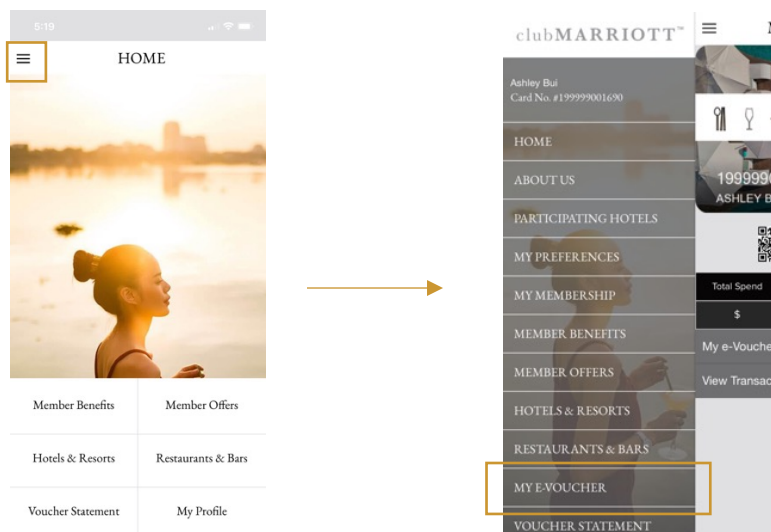 5:19
HOME
Member Benefits
Member Offers
Hotels & Resorts
Restaurants & Bars
Voucher Statement
My Profile
clubMARRIOTT™
Ashley Bui
Card No. #199999001690
HOME
ABOUT US
PARTICIPATING HOTELS
MY PREFERENCES
MY MEMBERSHIP
MEMBER BENEFITS
MEMBER OFFERS
HOTELS & RESORTS
RESTAURANTS & BARS
MY E-VOUCHER
VOUCHER STATEMENT
M
199999
ASHLEY B
Total Spend
$
My e-Vouche
View Transac